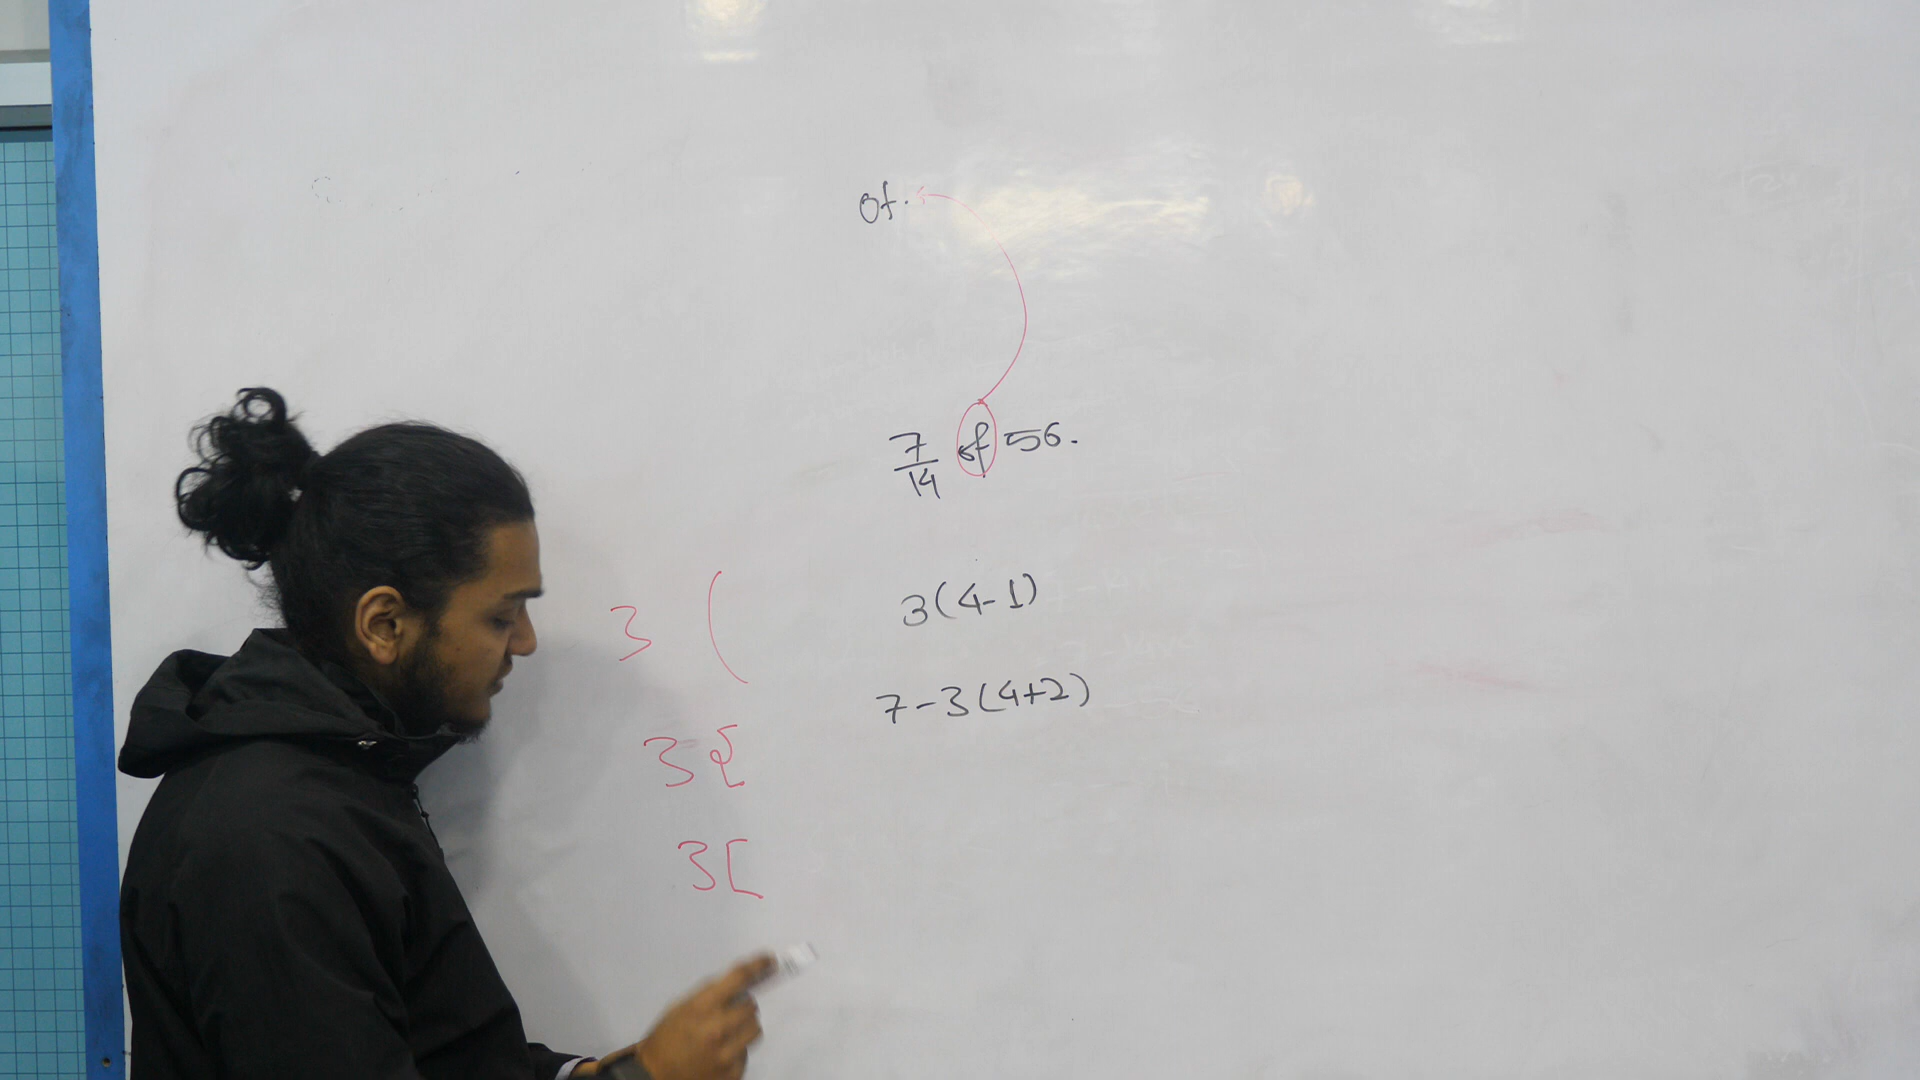 of.
7/14 of 56.
3(4-1)
3 (
7-3(4+2)
3{
3[